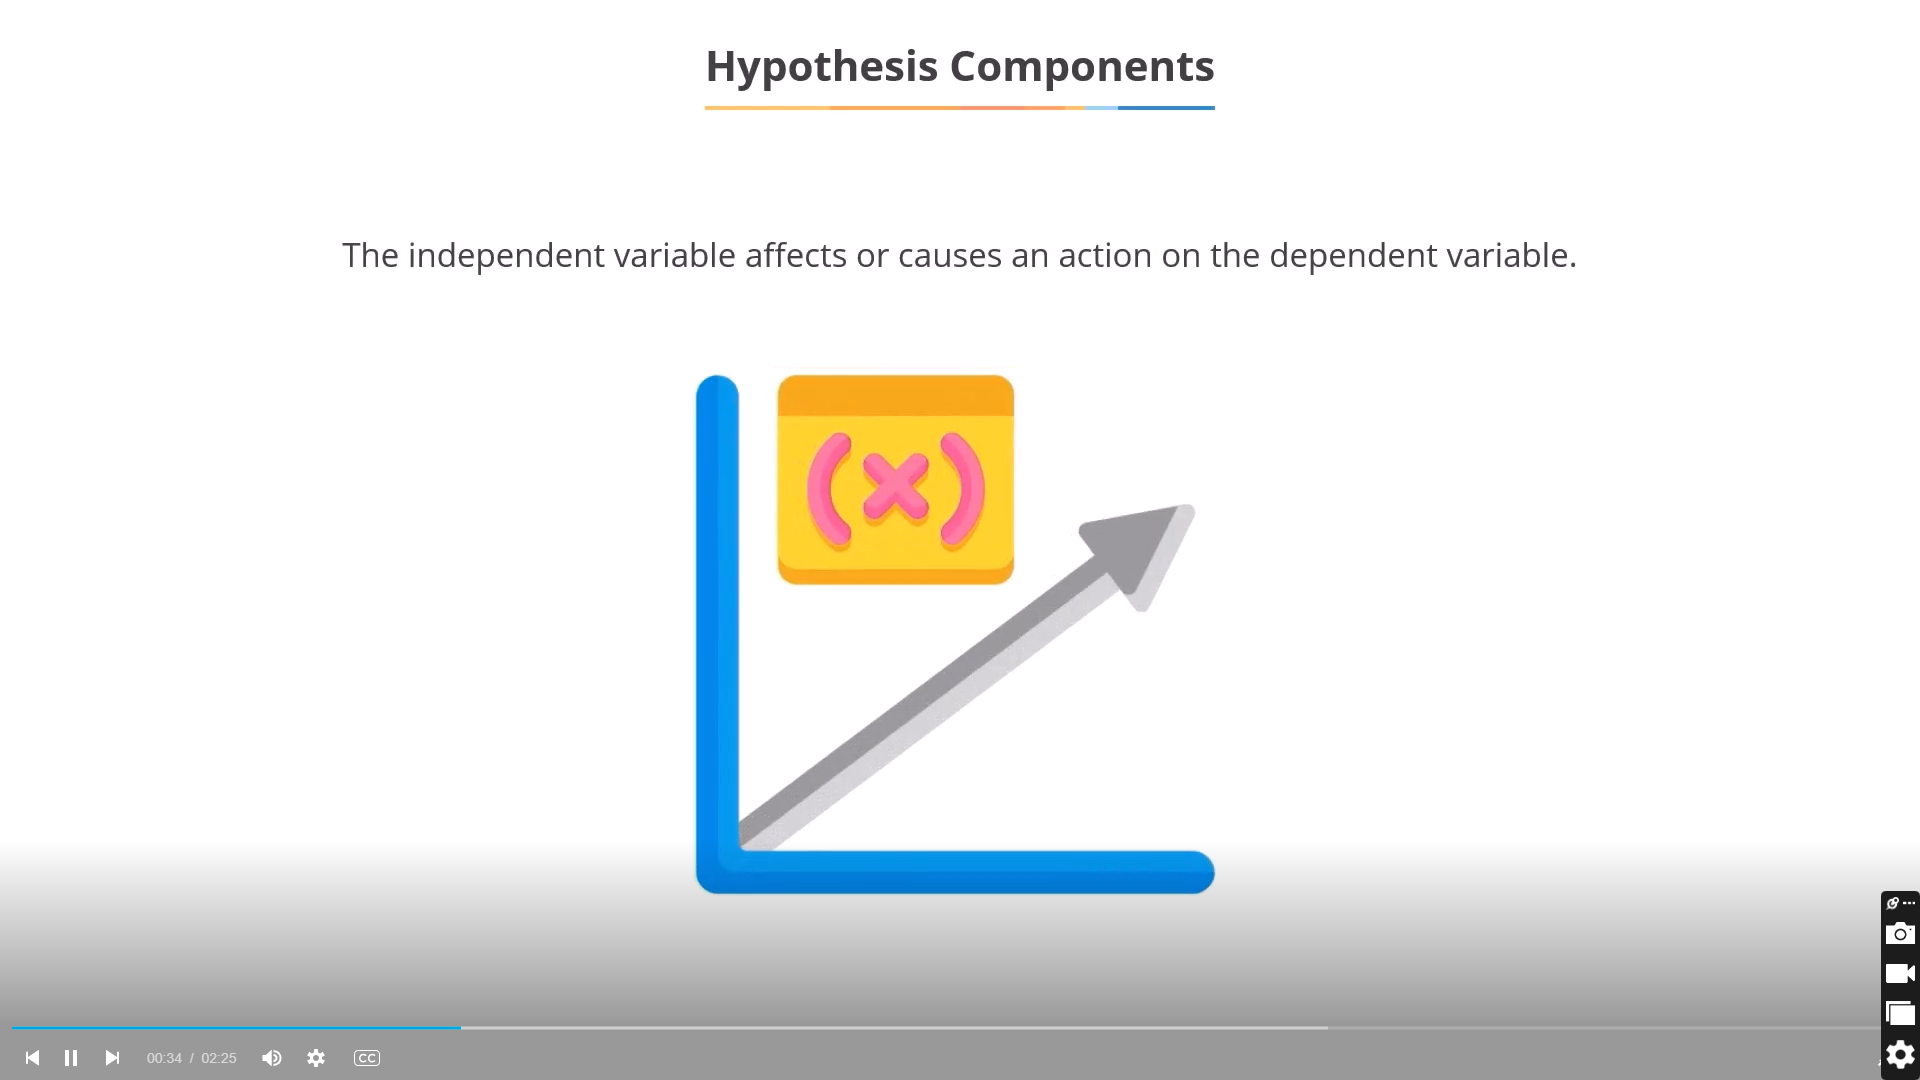 Hypothesis Components
The independent variable affects or causes an action on the dependent variable.
(×)
00:34 / 02:25
CC